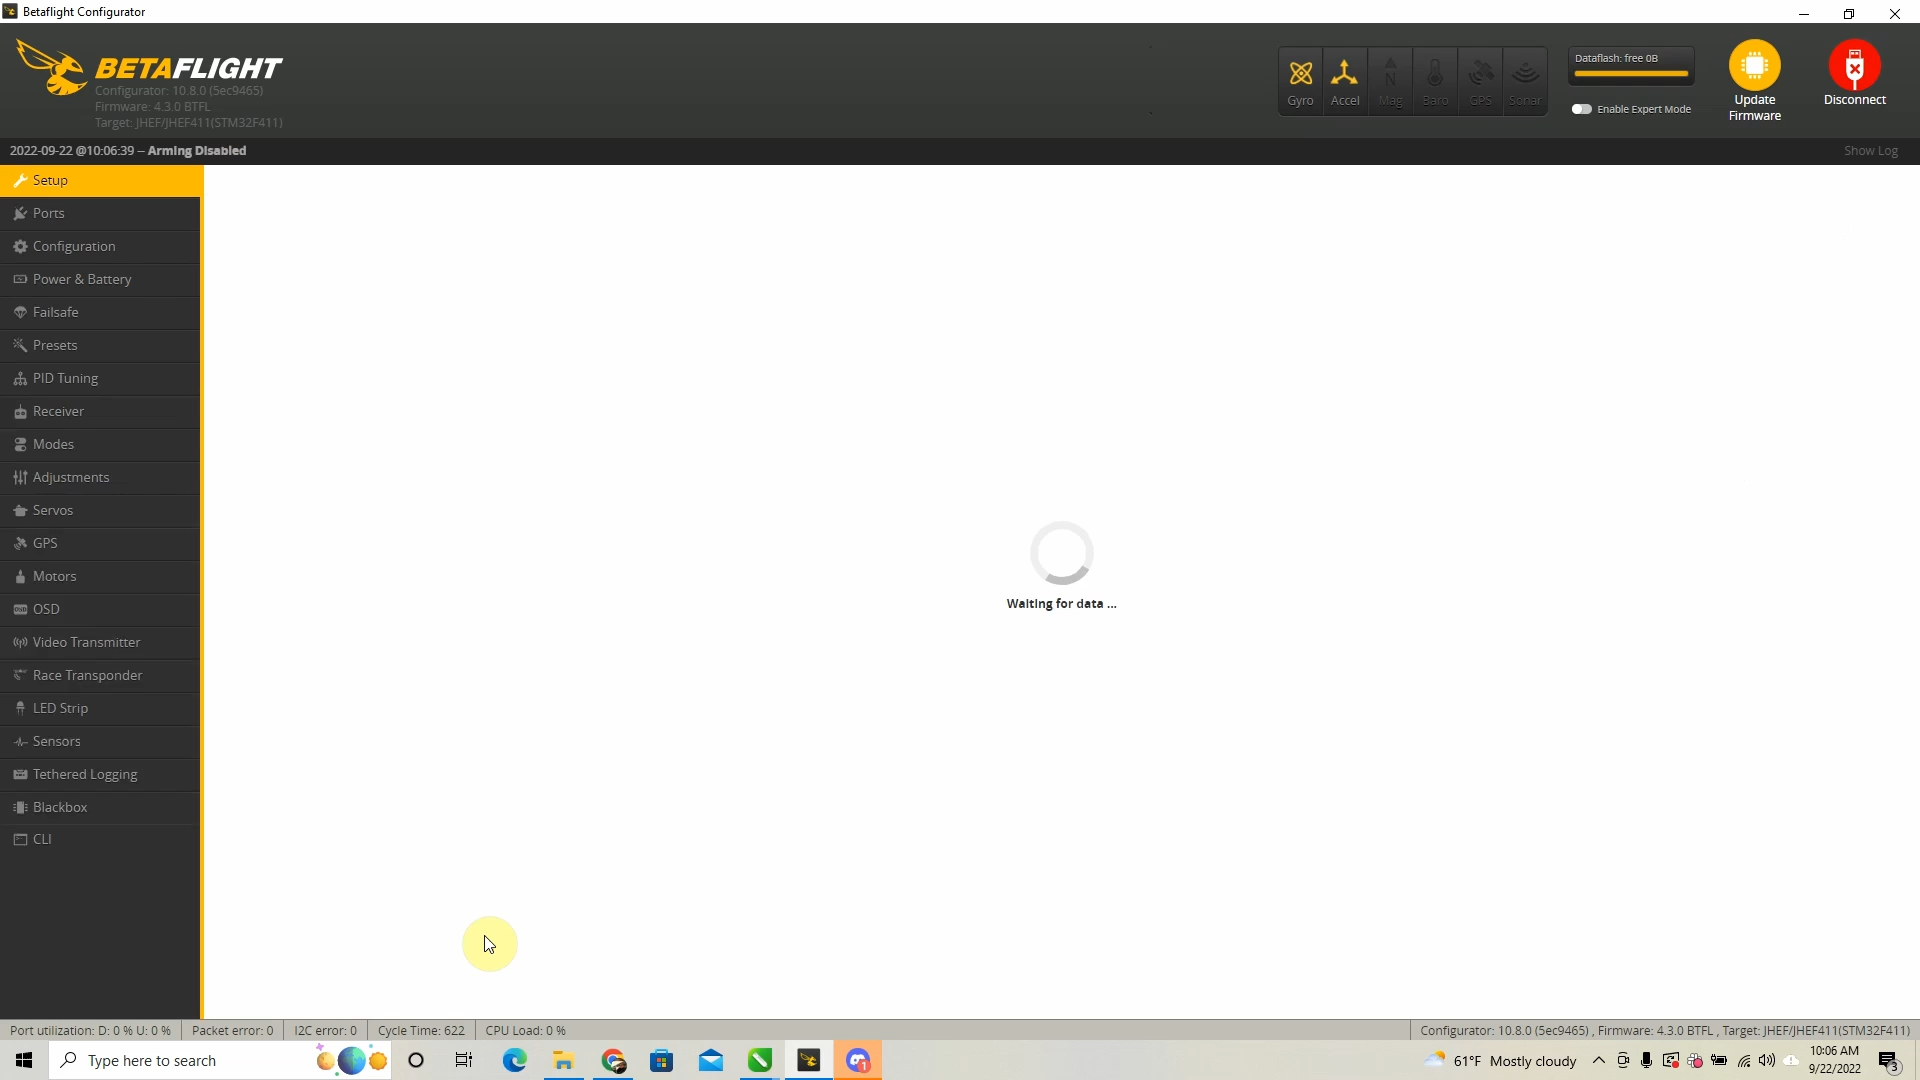 Betaflight Configurator
BETAFLIGHT
Configurator: 10.8.0 (5ec9465)
Firmware: 4.3.0 BTFL
Target: JHEF/JHEF411(STM32F411)
Gyro
Accel
Mag
Baro
GPS
Sonar
Dataflash: free 0B
Enable Expert Mode
Update
Firmware
Disconnect
2022-09-22 @10:06:39 -- Arming Disabled
Show Log
Setup
Ports
Configuration
Power & Battery
Failsafe
Presets
PID Tuning
Receiver
Modes
Adjustments
Servos
GPS
Motors
OSD
Video Transmitter
Race Transponder
LED Strip
Sensors
Tethered Logging
Blackbox
CLI
Waiting for data ...
Port utilization: D: 0 % U: 0 % Packet error: 0 I2C error: 0 Cycle Time: 622 CPU Load: 0 % Configurator: 10.8.0 (5ec9465) , Firmware: 4.3.0 BTFL , Target: JHEF/JHEF411(STM32F411)
Type here to search
61°F Mostly cloudy
10:06 AM
9/22/2022
3